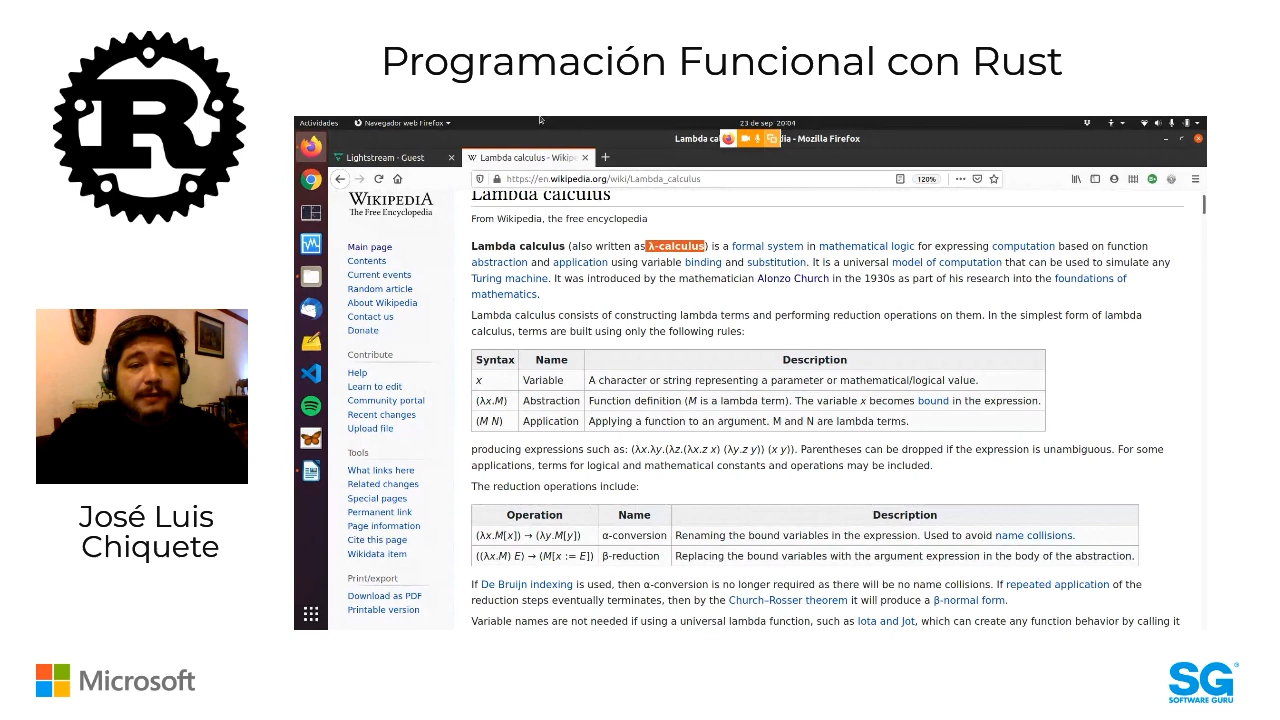 Programación Funcional con Rust
Actividades
Navegador web Firefox
23 de sep 20:04
Lambda cal dia - Mozilla Firefox
Lightstream - Guest
Lambda calculus - Wikip
https://en.wikipedia.org/wiki/Lambda_calculus
120%
WIKIPEDIA
The Free Encyclopedia
Main page
Contents
Current events
Random article
About Wikipedia
Contact us
Donate
Contribute
Help
Learn to edit
Community portal
Recent changes
Upload file
Tools
What links here
Related changes
Special pages
Permanent link
Page information
Cite this page
Wikidata item
Print/export
Download as PDF
Printable version
Lambda calculus
From Wikipedia, the free encyclopedia
Lambda calculus (also written as λ-calculus) is a formal system in mathematical logic for expressing computation based on function
abstraction and application using variable binding and substitution. It is a universal model of computation that can be used to simulate any
Turing machine. It was introduced by the mathematician Alonzo Church in the 1930s as part of his research into the foundations of
mathematics.
Lambda calculus consists of constructing lambda terms and performing reduction operations on them. In the simplest form of lambda
calculus, terms are built using only the following rules:
Syntax Name Description
x Variable A character or string representing a parameter or mathematical/logical value.
(λx.M) Abstraction Function definition (M is a lambda term). The variable x becomes bound in the expression.
(M N) Application Applying a function to an argument. M and N are lambda terms.
producing expressions such as: (λx.λy.(λz.(λx.z x) (λy.z y)) (x y)). Parentheses can be dropped if the expression is unambiguous. For some
applications, terms for logical and mathematical constants and operations may be included.
The reduction operations include:
Operation Name Description
(λx.M[x]) → (λy.M[y]) α-conversion Renaming the bound variables in the expression. Used to avoid name collisions.
((λx.M) E) → (M[x := E]) β-reduction Replacing the bound variables with the argument expression in the body of the abstraction.
If De Bruijn indexing is used, then α-conversion is no longer required as there will be no name collisions. If repeated application of the
reduction steps eventually terminates, then by the Church–Rosser theorem it will produce a β-normal form.
Variable names are not needed if using a universal lambda function, such as Iota and Jot, which can create any function behavior by calling it
José Luis
Chiquete
Microsoft
SG
SOFTWARE GURU